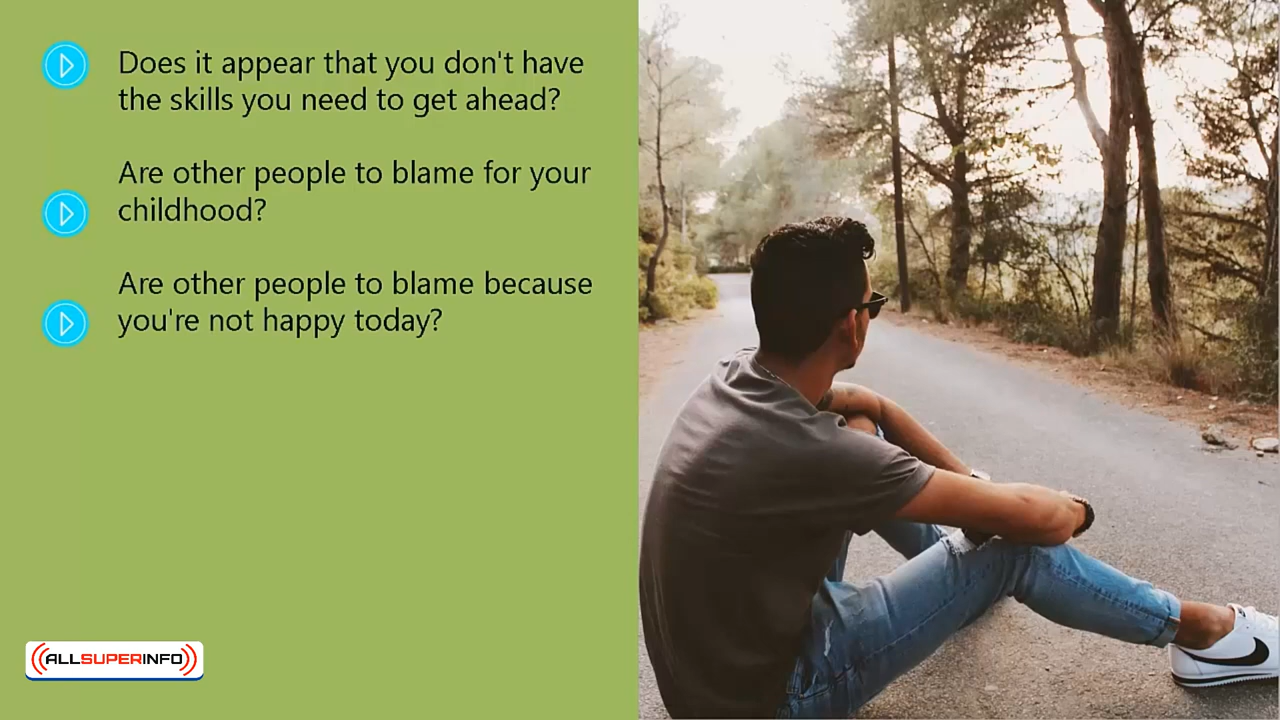 Does it appear that you don't have
the skills you need to get ahead?
Are other people to blame for your
childhood?
Are other people to blame because
you're not happy today?
ALLSUPERINFO